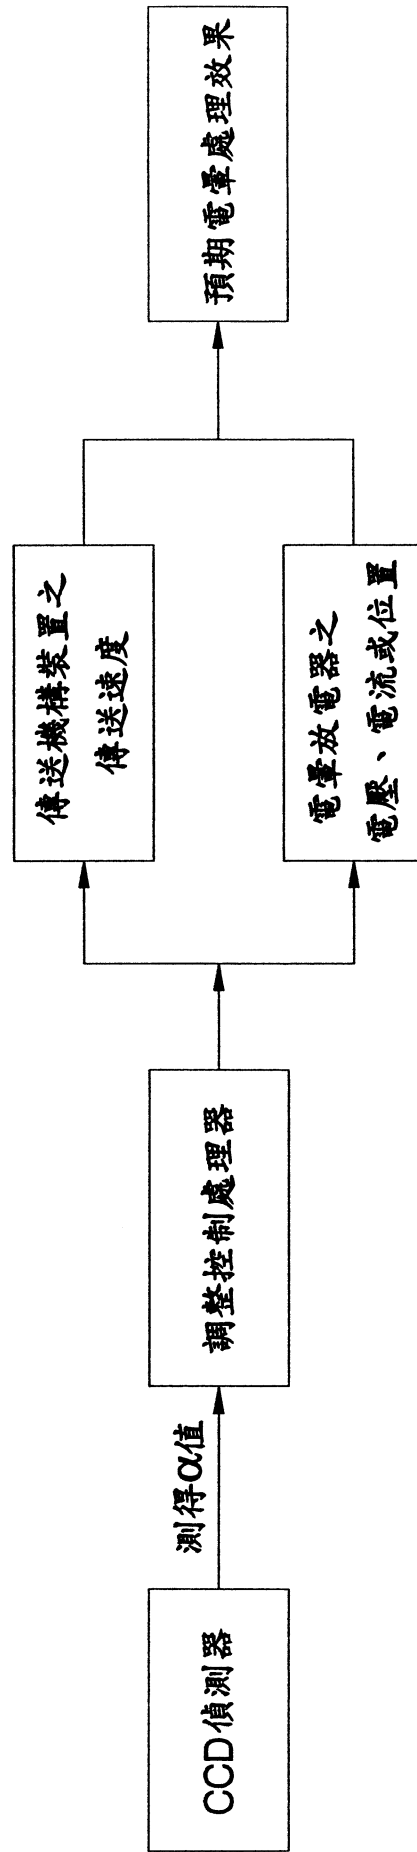 CCD偵測器
測得α值
調整控制處理器
傳送機構裝置之
傳送速度
電暈放電器之
電壓、電流或位置
預期電暈處理效果